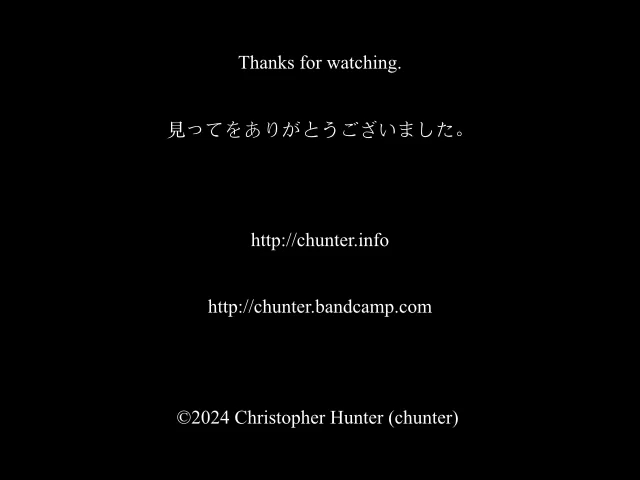 Thanks for watching.
見ってをありがとうございました。
http://chunter.info
http://chunter.bandcamp.com
©2024 Christopher Hunter (chunter)